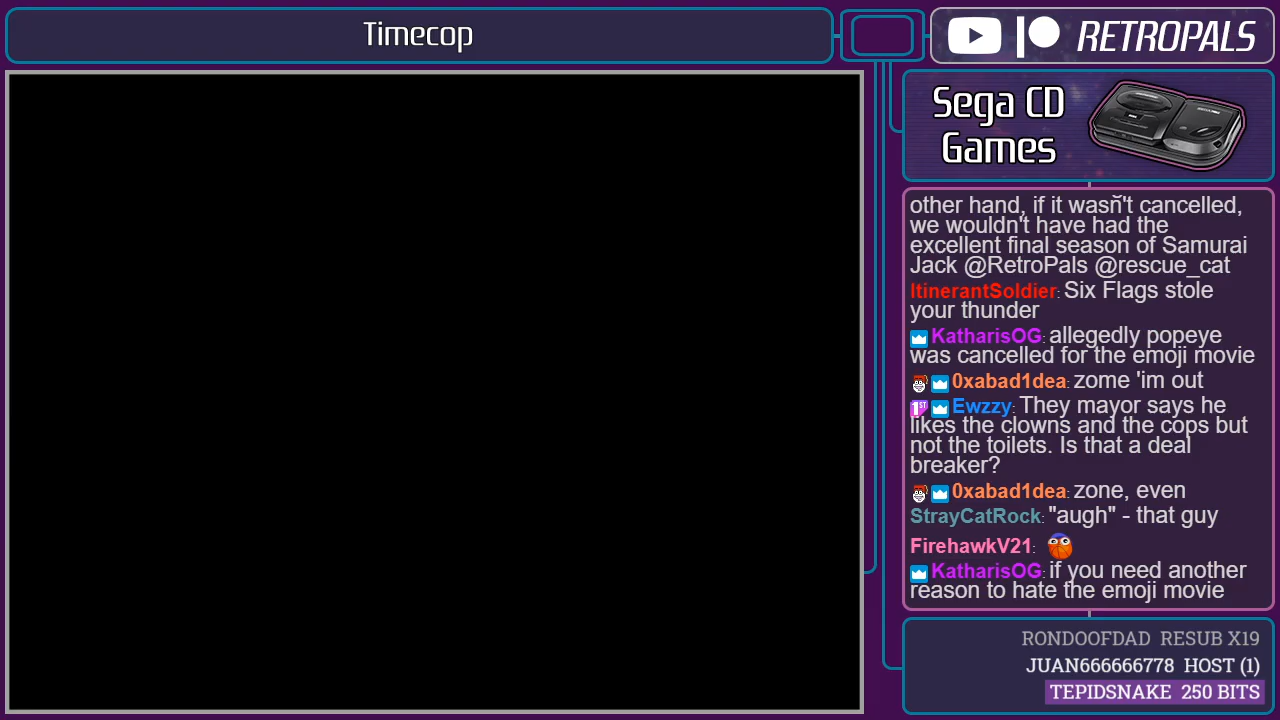 Timecop
RETROPALS
Sega CD
Games
other hand, if it wasn't cancelled,
we wouldn't have had the
excellent final season of Samurai
Jack @RetroPals @rescue_cat
ItinerantSoldier: Six Flags stole
your thunder
KatharisOG: allegedly popeye
was cancelled for the emoji movie
0xabad1dea: zome 'im out
1ST Ewzzy: They mayor says he
likes the clowns and the cops but
not the toilets. Is that a deal
breaker?
0xabad1dea: zone, even
StrayCatRock: "augh" - that guy
FirehawkV21:
KatharisOG: if you need another
reason to hate the emoji movie
RONDOOFDAD RESUB X19
JUAN666666778 HOST (1)
TEPIDSNAKE 250 BITS